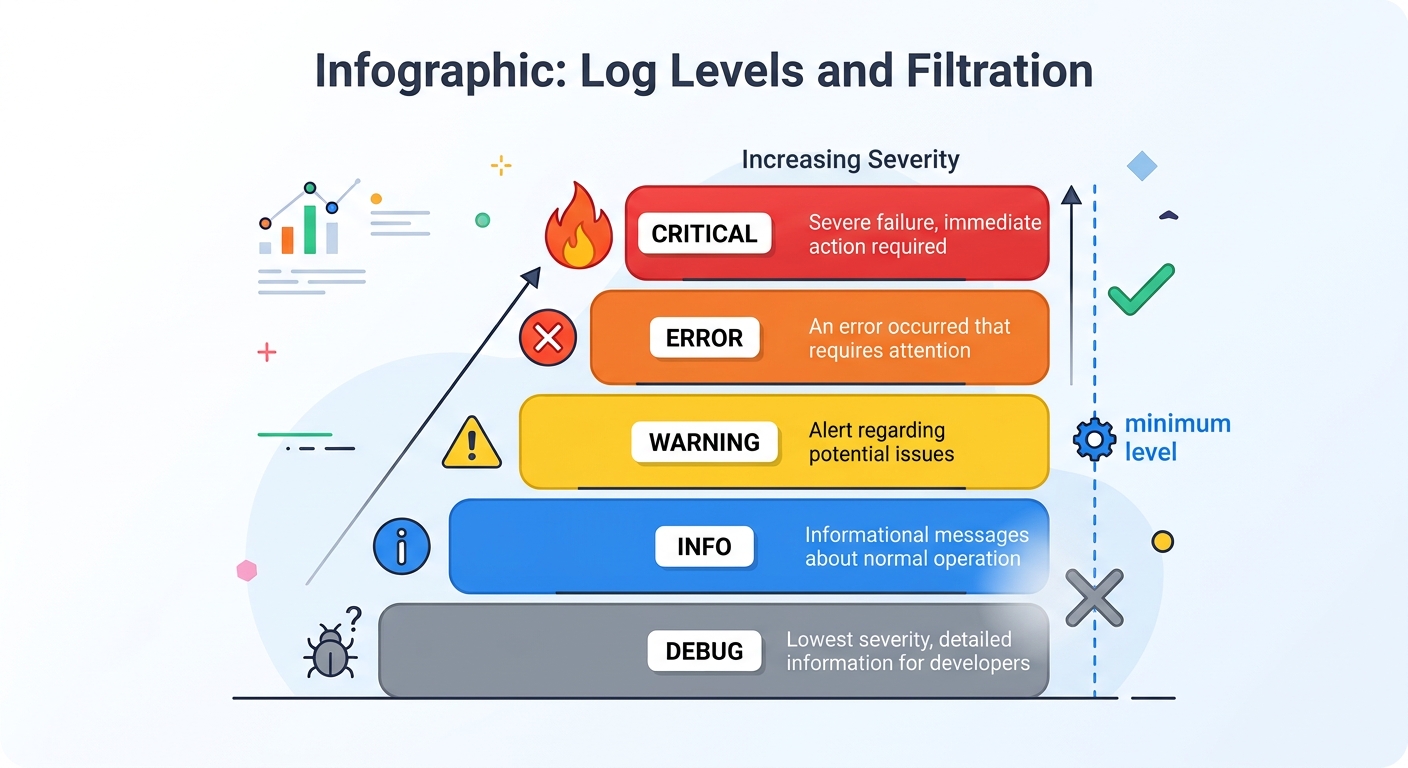 Infographic: Log Levels and Filtration
Increasing Severity
CRITICAL
Severe failure, immediate
action required
ERROR
An error occurred that
requires attention
WARNING
Alert regarding
potential issues
minimum
level
INFO
Informational messages
about normal operation
?
DEBUG
Lowest severity, detailed
information for developers